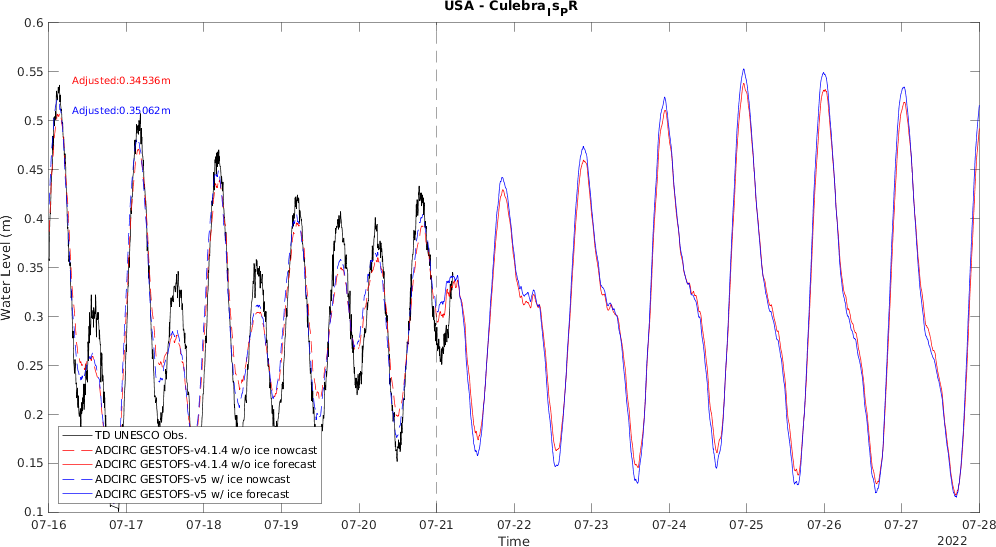 USA - CulebraIsPR
0.6
0.55
0.5
0.45
0.4
0.35
0.3
0.25
0.2
0.15
0.1
Water Level (m)
Adjusted:0.34536m
Adjusted:0.35062m
TD UNESCO Obs.
ADCIRC GESTOFS-v4.1.4 w/o ice nowcast
ADCIRC GESTOFS-v4.1.4 w/o ice forecast
ADCIRC GESTOFS-v5 w/ ice nowcast
ADCIRC GESTOFS-v5 w/ ice forecast
07-16 07-17 07-18 07-19 07-20 07-21 07-22 07-23 07-24 07-25 07-26 07-27 07-28
Time
2022